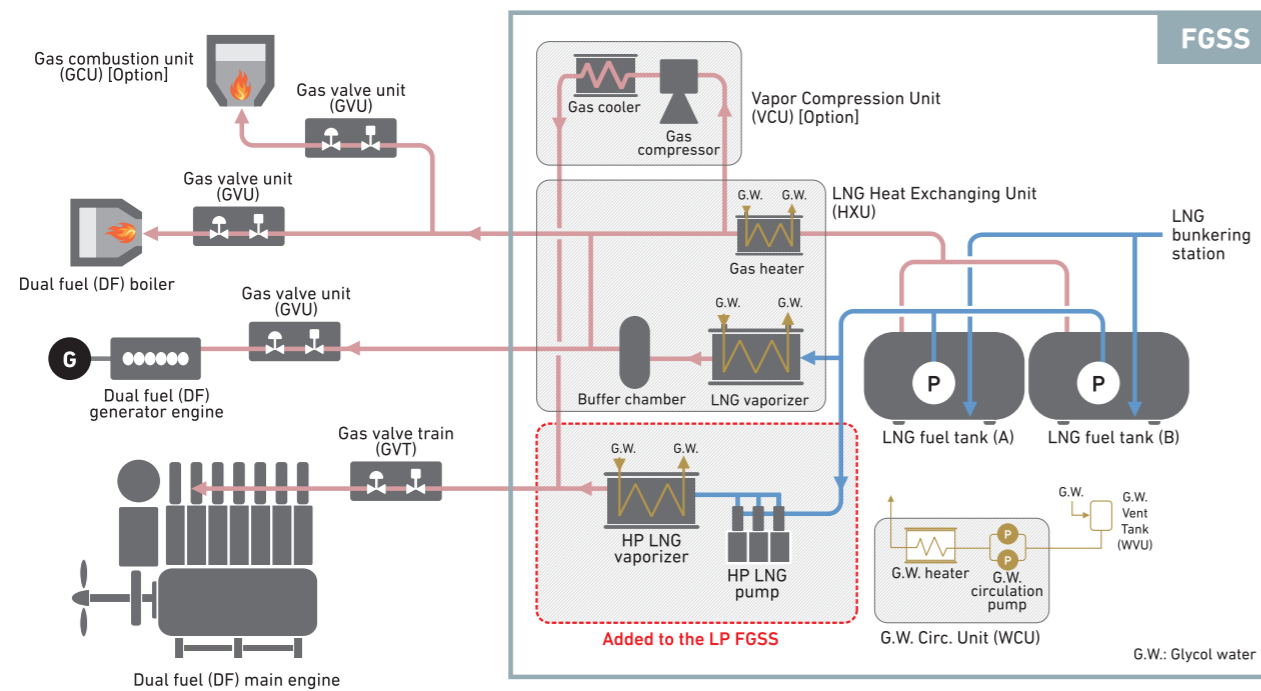 FGSS
Gas combustion unit
(GCU) [Option]
Gas valve unit
(GVU)
Gas cooler
Gas
compressor
Vapor Compression Unit
(VCU) [Option]
Gas valve unit
(GVU)
Dual fuel (DF) boiler
G.W.
G.W.
Gas heater
LNG Heat Exchanging Unit
(HXU)
LNG
bunkering
station
Gas valve unit
(GVU)
G
Dual fuel (DF)
generator engine
Buffer chamber
G.W.
G.W.
LNG vaporizer
P
P
LNG fuel tank (A)
LNG fuel tank (B)
Gas valve train
(GVT)
G.W.
G.W.
HP LNG
vaporizer
HP LNG
pump
Added to the LP FGSS
G.W.
G.W.
Vent
Tank
(WVU)
P
P
G.W. heater
G.W.
circulation
pump
G.W. Circ. Unit (WCU)
G.W.: Glycol water
Dual fuel (DF) main engine